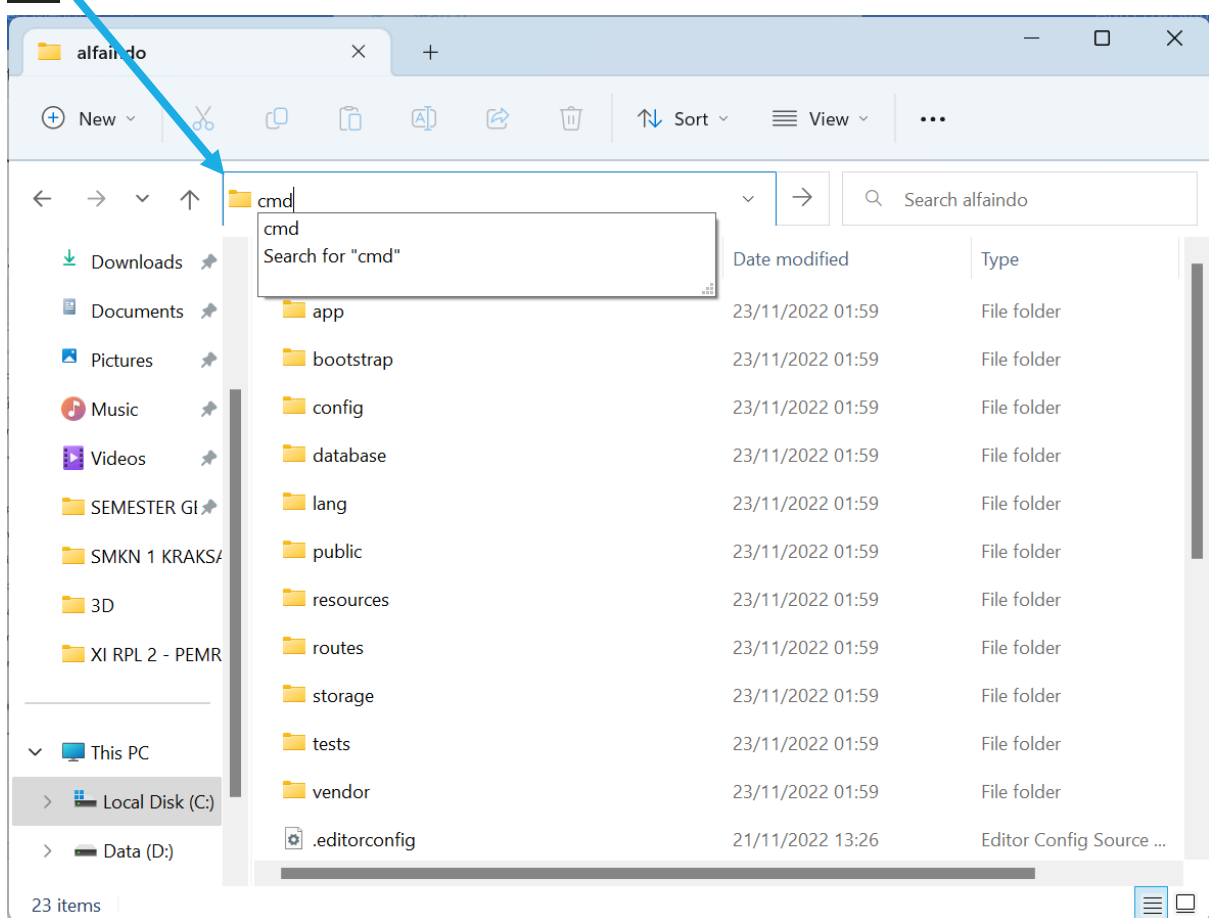 alfaindo
New
Sort
View
cmd
Search alfaindo
cmd
Search for "cmd"
Date modified
Type
Downloads
Documents
Pictures
Music
Videos
SEMESTER GE
SMKN 1 KRAKSA
3D
XI RPL 2 - PEMR
This PC
Local Disk (C:)
Data (D:)
app 23/11/2022 01:59 File folder
bootstrap 23/11/2022 01:59 File folder
config 23/11/2022 01:59 File folder
database 23/11/2022 01:59 File folder
lang 23/11/2022 01:59 File folder
public 23/11/2022 01:59 File folder
resources 23/11/2022 01:59 File folder
routes 23/11/2022 01:59 File folder
storage 23/11/2022 01:59 File folder
tests 23/11/2022 01:59 File folder
vendor 23/11/2022 01:59 File folder
.editorconfig 21/11/2022 13:26 Editor Config Source ...
23 items